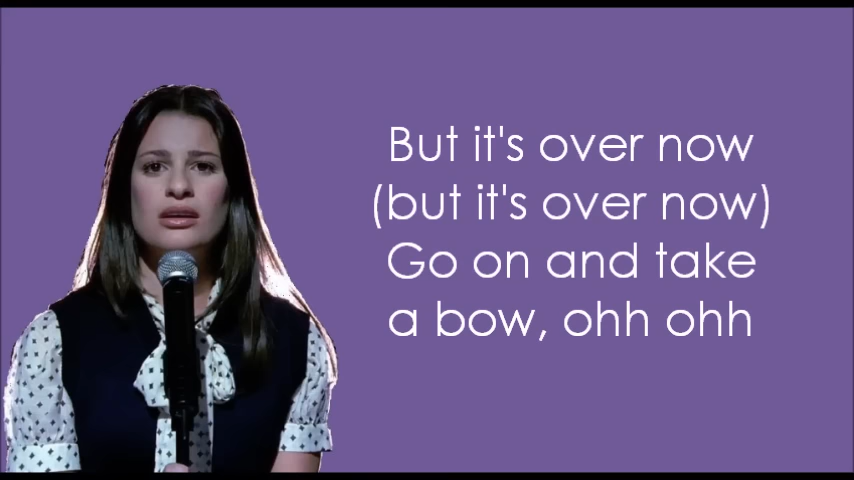 But it's over now
(but it's over now)
Go on and take
a bow, ohh ohh